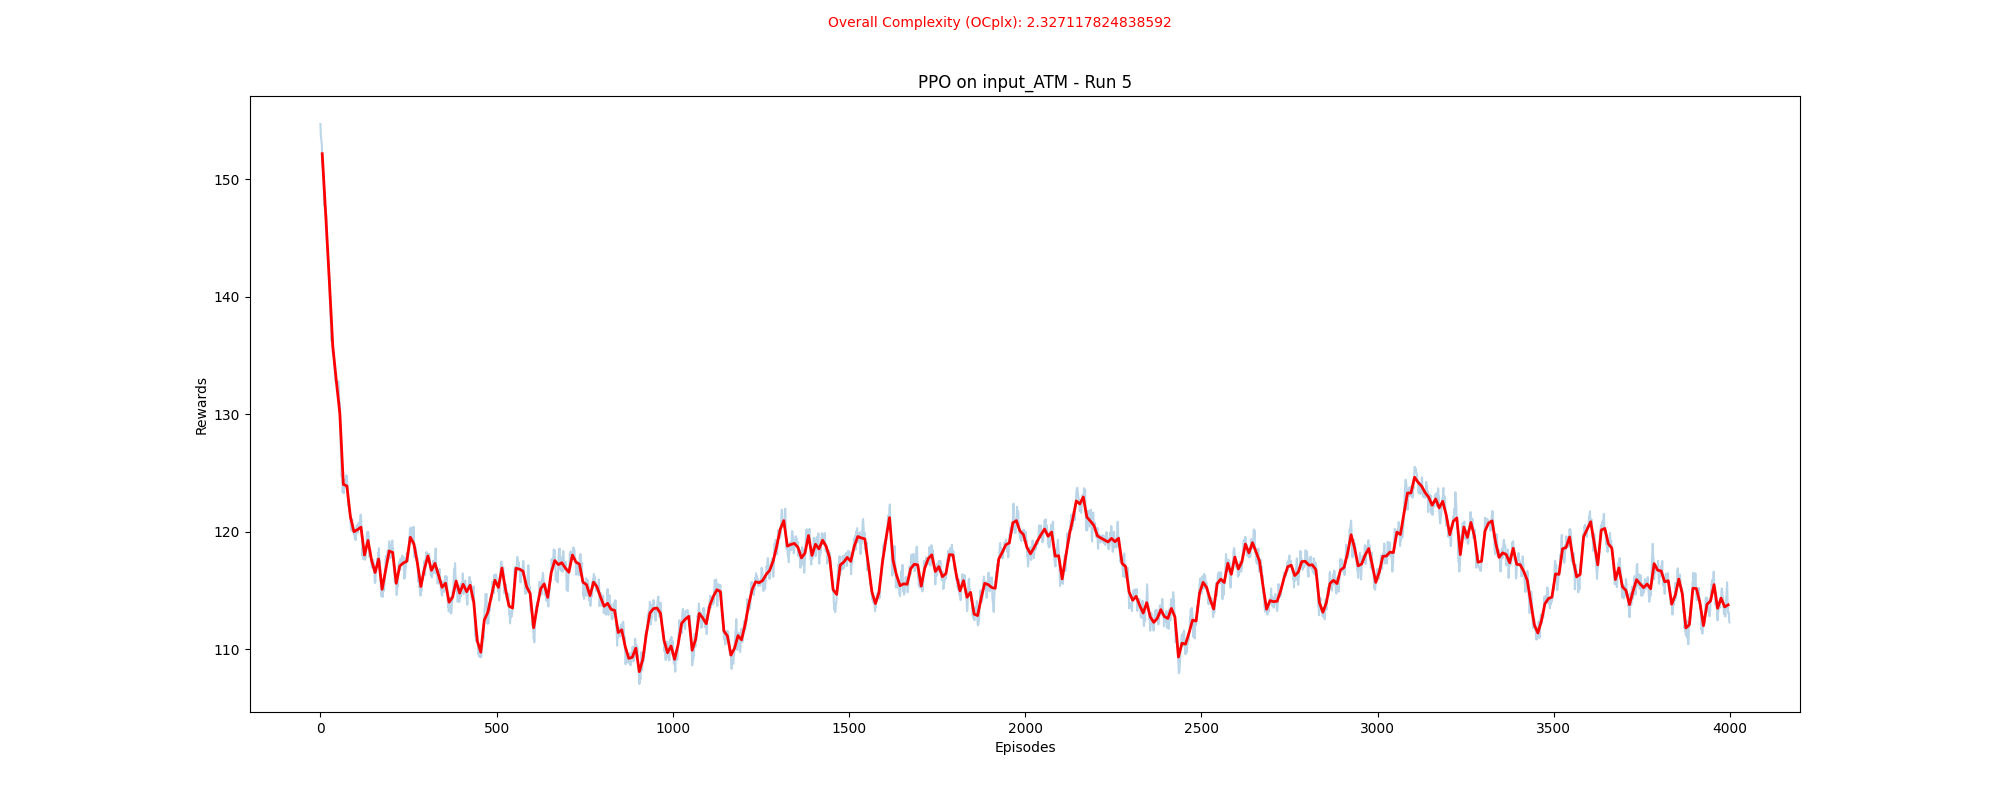 Overall Complexity (OCplx): 2.327117824838592
PPO on input_ATM - Run 5
150
140
130
120
110
Rewards
0 500 1000 1500 2000 2500 3000 3500 4000
Episodes